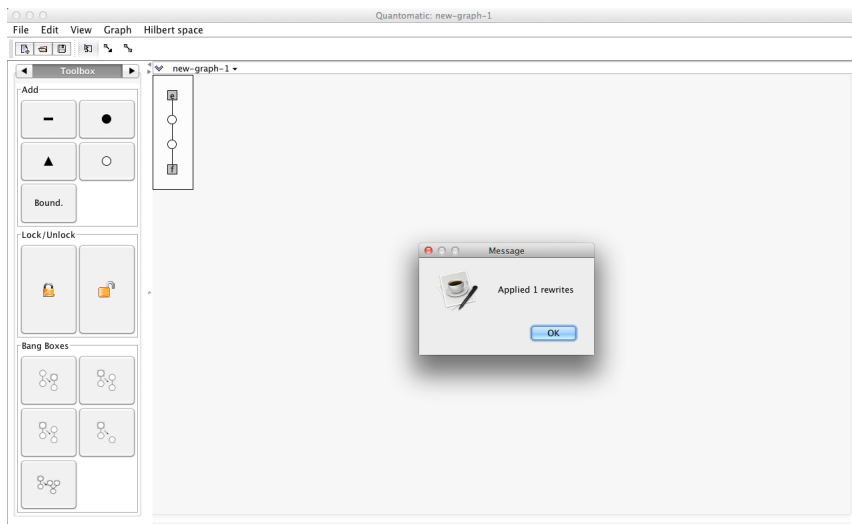 Quantomatic: new-graph-1
File Edit View Graph Hilbert space
Toolbox
new-graph-1
Add
e
f
Bound.
Lock/Unlock
Message
Applied 1 rewrites
OK
Bang Boxes